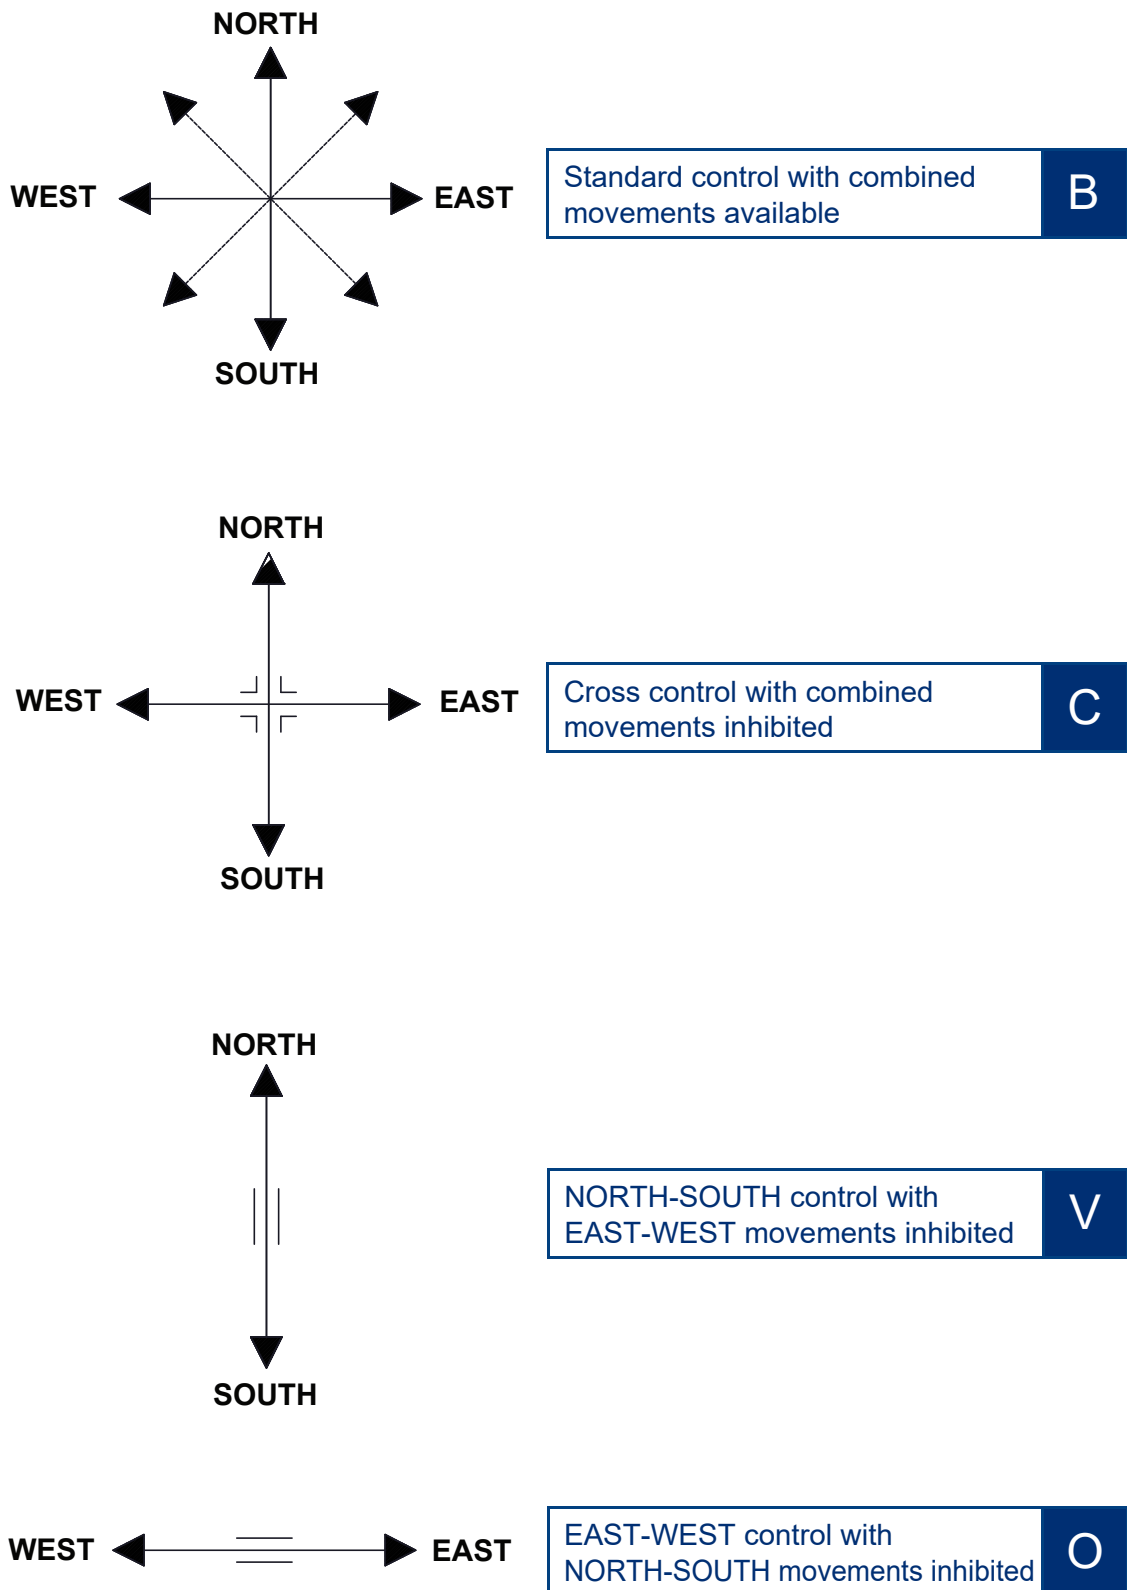 NORTH
WEST
EAST
SOUTH
Standard control with combined
movements available
B
NORTH
WEST
EAST
SOUTH
Cross control with combined
movements inhibited
C
NORTH
SOUTH
NORTH-SOUTH control with
EAST-WEST movements inhibited
V
WEST
EAST
EAST-WEST control with
NORTH-SOUTH movements inhibited
O